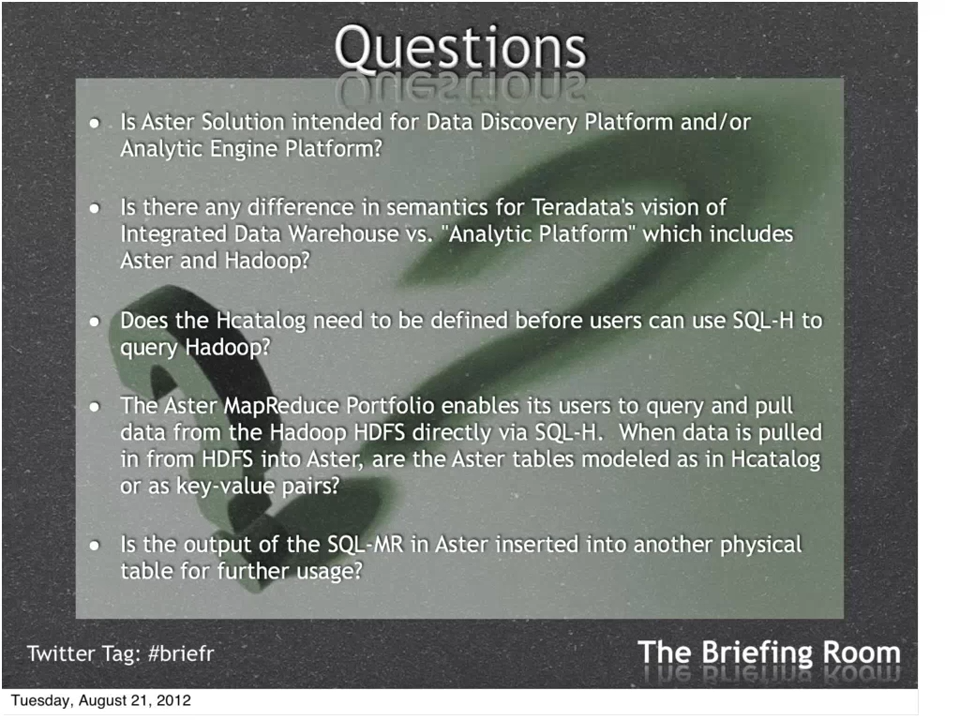 Questions
• Is Aster Solution intended for Data Discovery Platform and/or
Analytic Engine Platform?
• Is there any difference in semantics for Teradata's vision of
Integrated Data Warehouse vs. "Analytic Platform" which includes
Aster and Hadoop?
• Does the Hcatalog need to be defined before users can use SQL-H to
query Hadoop?
• The Aster MapReduce Portfolio enables its users to query and pull
data from the Hadoop HDFS directly via SQL-H.  When data is pulled
in from HDFS into Aster, are the Aster tables modeled as in Hcatalog
or as key-value pairs?
• Is the output of the SQL-MR in Aster inserted into another physical
table for further usage?
Twitter Tag: #briefr
The Briefing Room
Tuesday, August 21, 2012